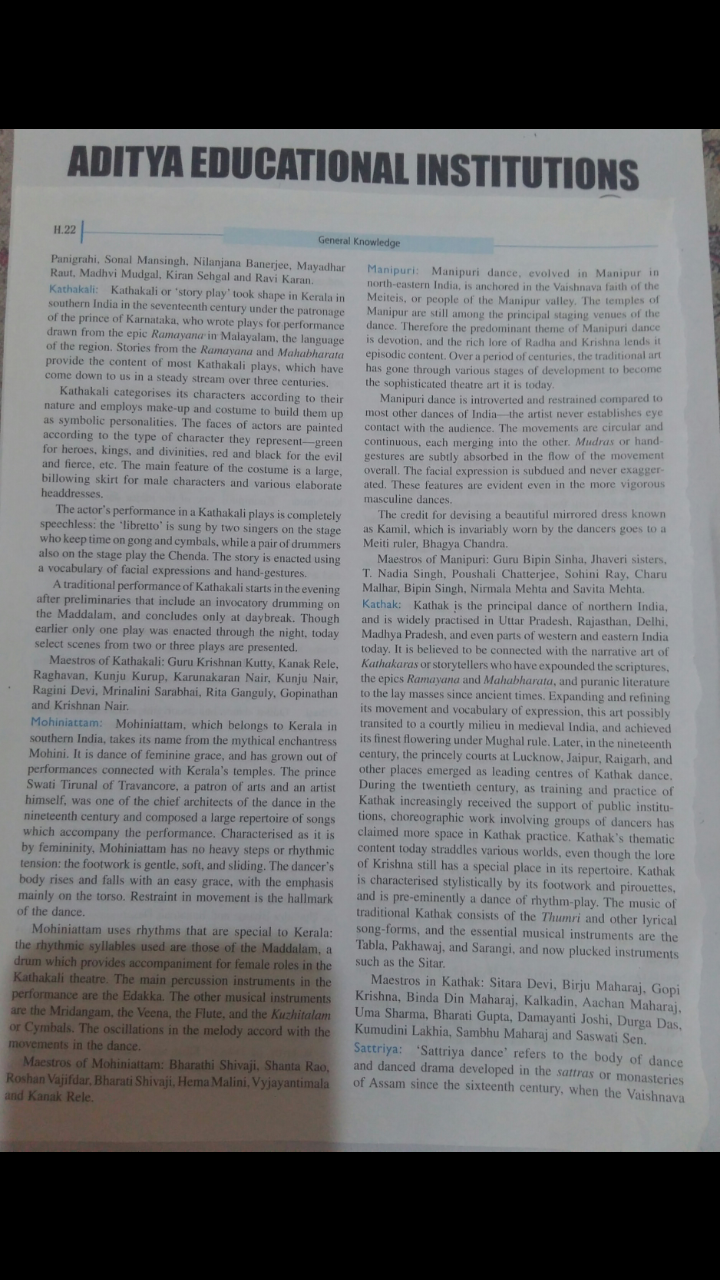 ADITYA EDUCATIONAL INSTITUTIONS
H.22
General Knowledge
Panigrahi, Sonal Mansingh, Nilanjana Banerjee, Mayadhar
Raut, Madhvi Mudgal, Kiran Sehgal and Ravi Karan.
Kathakali: Kathakali or 'story play' took shape in Kerala in
southern India in the seventeenth century under the patronage
of the prince of Karnataka, who wrote plays for performance
drawn from the epic Ramayana in Malayalam, the language
of the region. Stories from the Ramayana and Mahabharata
provide the content of most Kathakali plays, which have
come down to us in a steady stream over three centuries.
Kathakali categorises its characters according to their
nature and employs make-up and costume to build them up
as symbolic personalities. The faces of actors are painted
according to the type of character they represent—green
for heroes, kings, and divinities, red and black for the evil
and fierce, etc. The main feature of the costume is a large,
billowing skirt for male characters and various elaborate
headdresses.
The actor's performance in a Kathakali plays is completely
speechless: the 'libretto' is sung by two singers on the stage
who keep time on gong and cymbals, while a pair of drummers
also on the stage play the Chenda. The story is enacted using
a vocabulary of facial expressions and hand-gestures.
A traditional performance of Kathakali starts in the evening
after preliminaries that include an invocatory drumming on
the Maddalam, and concludes only at daybreak. Though
earlier only one play was enacted through the night, today
select scenes from two or three plays are presented.
Maestros of Kathakali: Guru Krishnan Kutty, Kanak Rele,
Raghavan, Kunju Kurup, Karunakaran Nair, Kunju Nair,
Ragini Devi, Mrinalini Sarabhai, Rita Ganguly, Gopinathan
and Krishnan Nair.
Mohiniattam: Mohiniattam, which belongs to Kerala in
southern India, takes its name from the mythical enchantress
Mohini. It is dance of feminine grace, and has grown out of
performances connected with Kerala's temples. The prince
Swati Tirunal of Travancore, a patron of arts and an artist
himself, was one of the chief architects of the dance in the
nineteenth century and composed a large repertoire of songs
which accompany the performance. Characterised as it is
by femininity, Mohiniattam has no heavy steps or rhythmic
tension: the footwork is gentle, soft, and sliding. The dancer's
body rises and falls with an easy grace, with the emphasis
mainly on the torso. Restraint in movement is the hallmark
of the dance.
Mohiniattam uses rhythms that are special to Kerala:
the rhythmic syllables used are those of the Maddalam, a
drum which provides accompaniment for female roles in the
Kathakali theatre. The main percussion instruments in the
performance are the Edakka. The other musical instruments
are the Mridangam, the Veena, the Flute, and the Kuzhitalam
or Cymbals. The oscillations in the melody accord with the
movements in the dance.
Maestros of Mohiniattam: Bharathi Shivaji, Shanta Rao,
Roshan Vajifdar, Bharati Shivaji, Hema Malini, Vyjayantimala
and Kanak Rele.
Manipuri: Manipuri dance, evolved in Manipur in
north-eastern India, is anchored in the Vaishnava faith of the
Meiteis, or people of the Manipur valley. The temples of
Manipur are still among the principal staging venues of the
dance. Therefore the predominant theme of Manipuri dance
is devotion, and the rich lore of Radha and Krishna lends it
episodic content. Over a period of centuries, the traditional art
has gone through various stages of development to become
the sophisticated theatre art it is today.
Manipuri dance is introverted and restrained compared to
most other dances of India—the artist never establishes eye
contact with the audience. The movements are circular and
continuous, each merging into the other. Mudras or hand-
gestures are subtly absorbed in the flow of the movement
overall. The facial expression is subdued and never exagger-
ated. These features are evident even in the more vigorous
masculine dances.
The credit for devising a beautiful mirrored dress known
as Kamil, which is invariably worn by the dancers goes to a
Meiti ruler, Bhagya Chandra.
Maestros of Manipuri: Guru Bipin Sinha, Jhaveri sisters,
T. Nadia Singh, Poushali Chatterjee, Sohini Ray, Charu
Malhar, Bipin Singh, Nirmala Mehta and Savita Mehta.
Kathak: Kathak is the principal dance of northern India,
and is widely practised in Uttar Pradesh, Rajasthan, Delhi,
Madhya Pradesh, and even parts of western and eastern India
today. It is believed to be connected with the narrative art of
Kathakaras or storytellers who have expounded the scriptures,
the epics Ramayana and Mahabharata, and puranic literature
to the lay masses since ancient times. Expanding and refining
its movement and vocabulary of expression, this art possibly
transited to a courtly milieu in medieval India, and achieved
its finest flowering under Mughal rule. Later, in the nineteenth
century, the princely courts at Lucknow, Jaipur, Raigarh, and
other places emerged as leading centres of Kathak dance.
During the twentieth century, as training and practice of
Kathak increasingly received the support of public institu-
tions, choreographic work involving groups of dancers has
claimed more space in Kathak practice. Kathak's thematic
content today straddles various worlds, even though the lore
of Krishna still has a special place in its repertoire. Kathak
is characterised stylistically by its footwork and pirouettes,
and is pre-eminently a dance of rhythm-play. The music of
traditional Kathak consists of the Thumri and other lyrical
song-forms, and the essential musical instruments are the
Tabla, Pakhawaj, and Sarangi, and now plucked instruments
such as the Sitar.
Maestros in Kathak: Sitara Devi, Birju Maharaj, Gopi
Krishna, Binda Din Maharaj, Kalkadin, Aachan Maharaj,
Uma Sharma, Bharati Gupta, Damayanti Joshi, Durga Das,
Kumudini Lakhia, Sambhu Maharaj and Saswati Sen.
Sattriya: 'Sattriya dance' refers to the body of dance
and danced drama developed in the sattras or monasteries
of Assam since the sixteenth century, when the Vaishnava